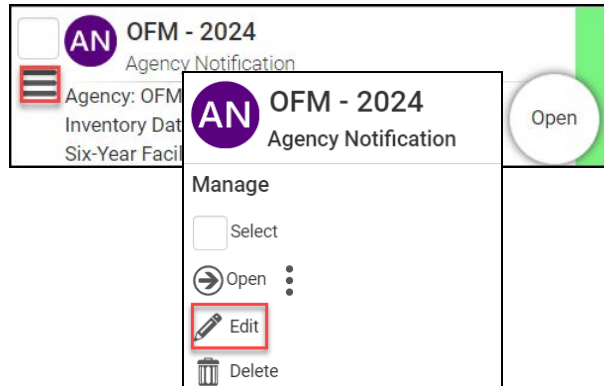 AN
OFM - 2024
Agency Notification
Agency: OFM
Inventory Dat
Six-Year Facil
Open
AN
OFM - 2024
Agency Notification
Manage
Select
Open
Edit
Delete